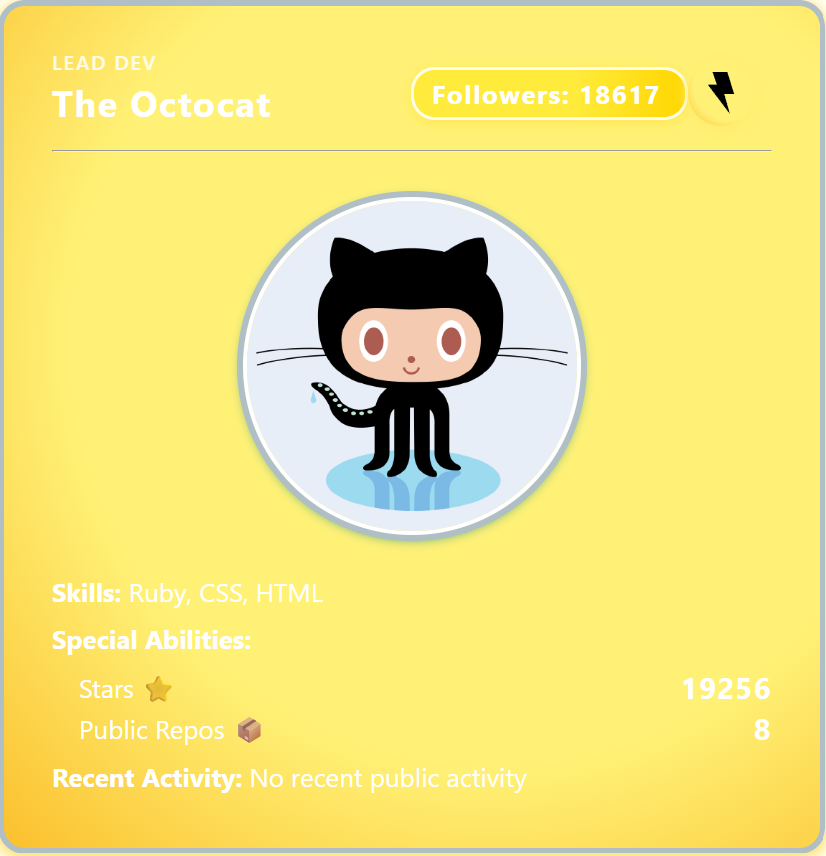 LEAD DEV
The Octocat
Followers: 18617
Skills: Ruby, CSS, HTML
Special Abilities:
Stars ⭐ 19256
Public Repos 📦 8
Recent Activity: No recent public activity